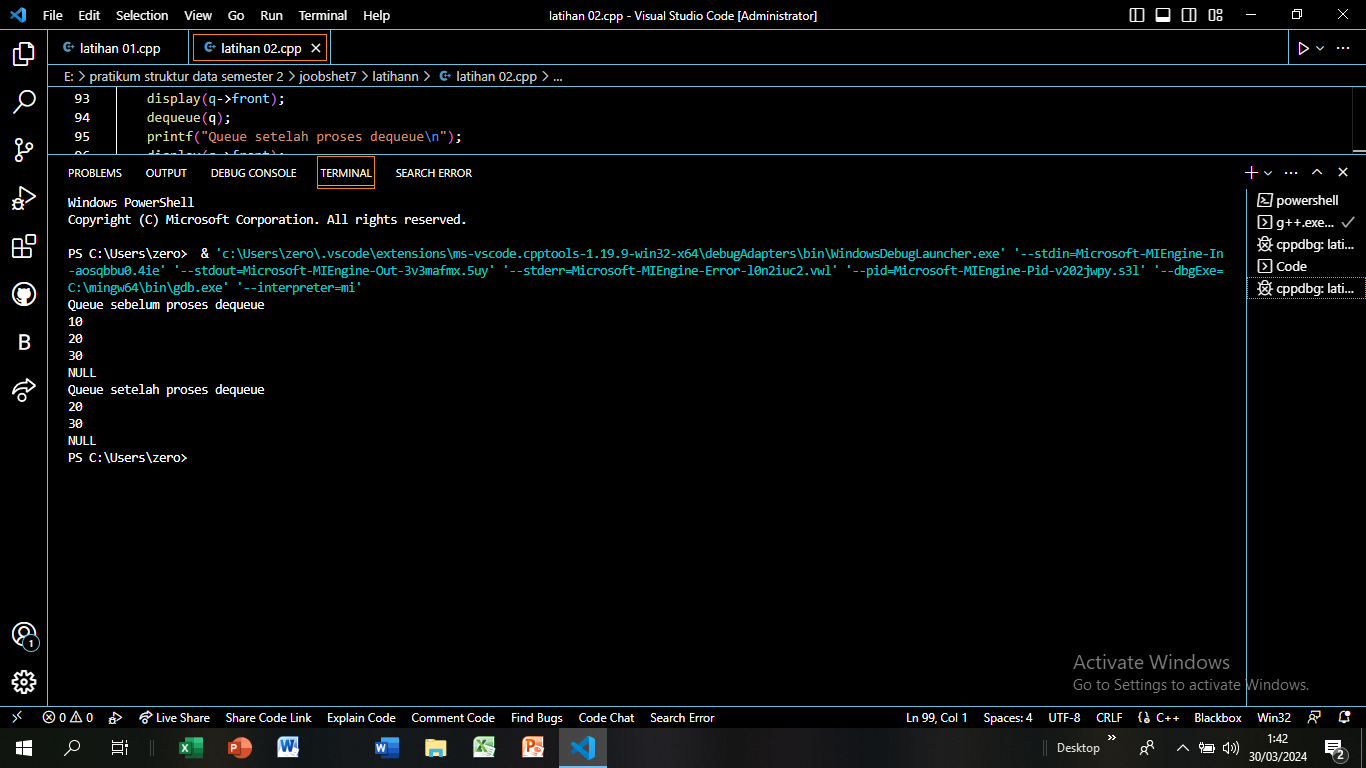 File Edit Selection View Go Run Terminal Help
latihan 02.cpp - Visual Studio Code [Administrator]
latihan 01.cpp
latihan 02.cpp
E: > pratikum struktur data semester 2 > joobshet7 > latihann > latihan 02.cpp > ...
93 display(q->front);
94 dequeue(q);
95 printf("Queue setelah proses dequeue\n");
96 display(q->front);
PROBLEMS OUTPUT DEBUG CONSOLE TERMINAL SEARCH ERROR
Windows PowerShell
Copyright (C) Microsoft Corporation. All rights reserved.
PS C:\Users\zero> & 'c:\Users\zero\.vscode\extensions\ms-vscode.cpptools-1.19.9-win32-x64\debugAdapters\bin\WindowsDebugLauncher.exe' '--stdin=Microsoft-MIEngine-In
-aosqbbu0.4ie' '--stdout=Microsoft-MIEngine-Out-3v3mafmx.5uy' '--stderr=Microsoft-MIEngine-Error-l0n2iuc2.vwl' '--pid=Microsoft-MIEngine-Pid-v202jwpy.s3l' '--dbgExe=
C:\mingw64\bin\gdb.exe' '--interpreter=mi'
Queue sebelum proses dequeue
10
20
30
NULL
Queue setelah proses dequeue
20
30
NULL
PS C:\Users\zero>
powershell
g++.exe...
cppdbg: lati...
Code
cppdbg: lati...
B
1
Activate Windows
Go to Settings to activate Windows.
0 0 Live Share Share Code Link Explain Code Comment Code Find Bugs Code Chat Search Error
Ln 99, Col 1 Spaces: 4 UTF-8 CRLF {} C++ Blackbox Win32
Desktop
1:42
30/03/2024
2